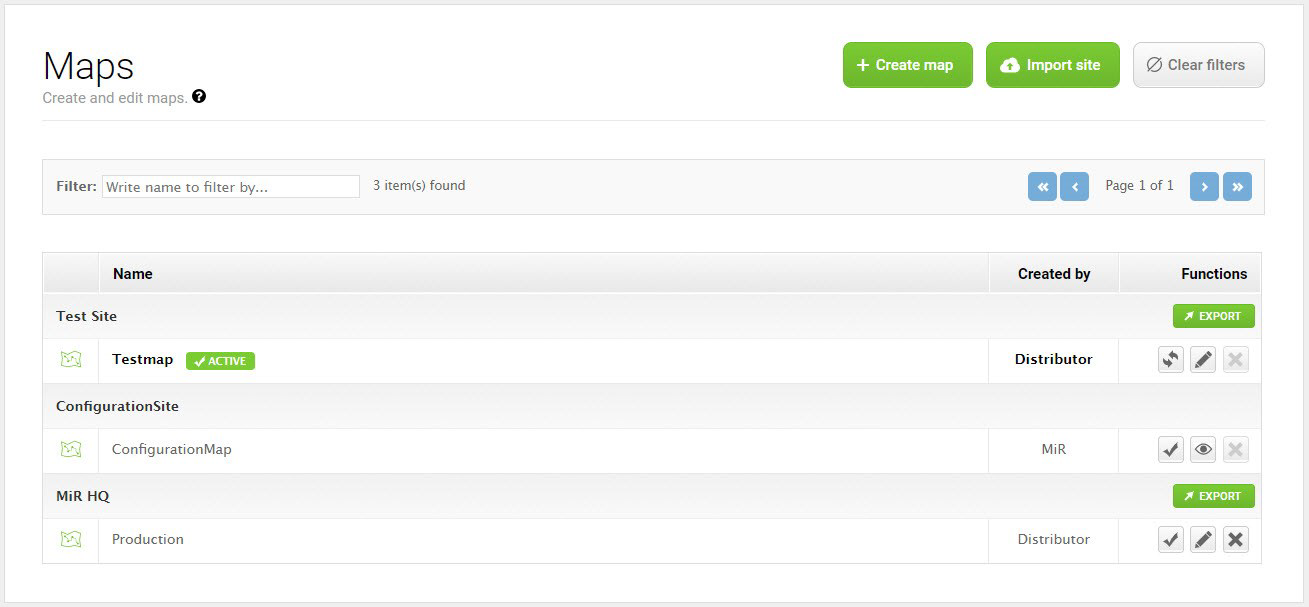 Maps
Create and edit maps.
Create map
Import site
Clear filters
Filter: Write name to filter by... 3 item(s) found
Page 1 of 1
Name Created by Functions
Test Site EXPORT
Testmap ACTIVE Distributor
ConfigurationSite
ConfigurationMap MiR
MiR HQ EXPORT
Production Distributor